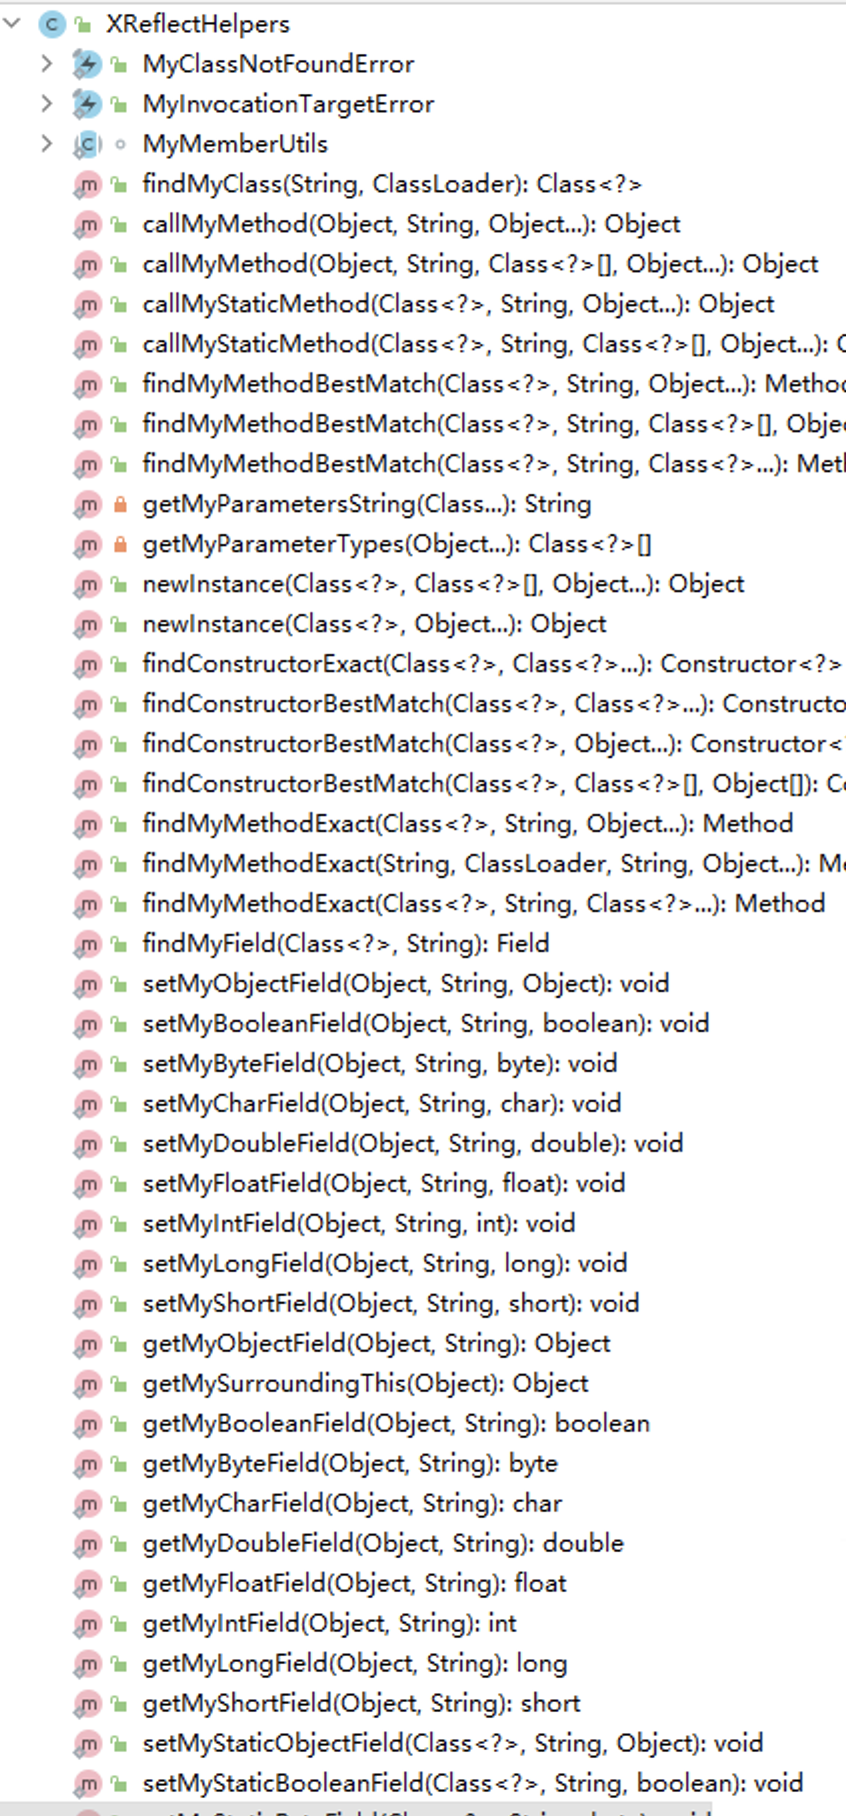 XReflectHelpers
MyClassNotFoundError
MyInvocationTargetError
MyMemberUtils
findMyClass(String, ClassLoader): Class<?>
callMyMethod(Object, String, Object...): Object
callMyMethod(Object, String, Class<?>[], Object...): Object
callMyStaticMethod(Class<?>, String, Object...): Object
callMyStaticMethod(Class<?>, String, Class<?>[], Object...):
findMyMethodBestMatch(Class<?>, String, Object...): Metho
findMyMethodBestMatch(Class<?>, String, Class<?>[], Obje
findMyMethodBestMatch(Class<?>, String, Class<?>...): Met
getMyParametersString(Class...): String
getMyParameterTypes(Object...): Class<?>[]
newInstance(Class<?>, Class<?>[], Object...): Object
newInstance(Class<?>, Object...): Object
findConstructorExact(Class<?>, Class<?>...): Constructor<?>
findConstructorBestMatch(Class<?>, Class<?>...): Constructo
findConstructorBestMatch(Class<?>, Object...): Constructor<
findConstructorBestMatch(Class<?>, Class<?>[], Object[]): Co
findMyMethodExact(Class<?>, String, Object...): Method
findMyMethodExact(String, ClassLoader, String, Object...): Me
findMyMethodExact(Class<?>, String, Class<?>...): Method
findMyField(Class<?>, String): Field
setMyObjectField(Object, String, Object): void
setMyBooleanField(Object, String, boolean): void
setMyByteField(Object, String, byte): void
setMyCharField(Object, String, char): void
setMyDoubleField(Object, String, double): void
setMyFloatField(Object, String, float): void
setMyIntField(Object, String, int): void
setMyLongField(Object, String, long): void
setMyShortField(Object, String, short): void
getMyObjectField(Object, String): Object
getMySurroundingThis(Object): Object
getMyBooleanField(Object, String): boolean
getMyByteField(Object, String): byte
getMyCharField(Object, String): char
getMyDoubleField(Object, String): double
getMyFloatField(Object, String): float
getMyIntField(Object, String): int
getMyLongField(Object, String): long
getMyShortField(Object, String): short
setMyStaticObjectField(Class<?>, String, Object): void
setMyStaticBooleanField(Class<?>, String, boolean): void